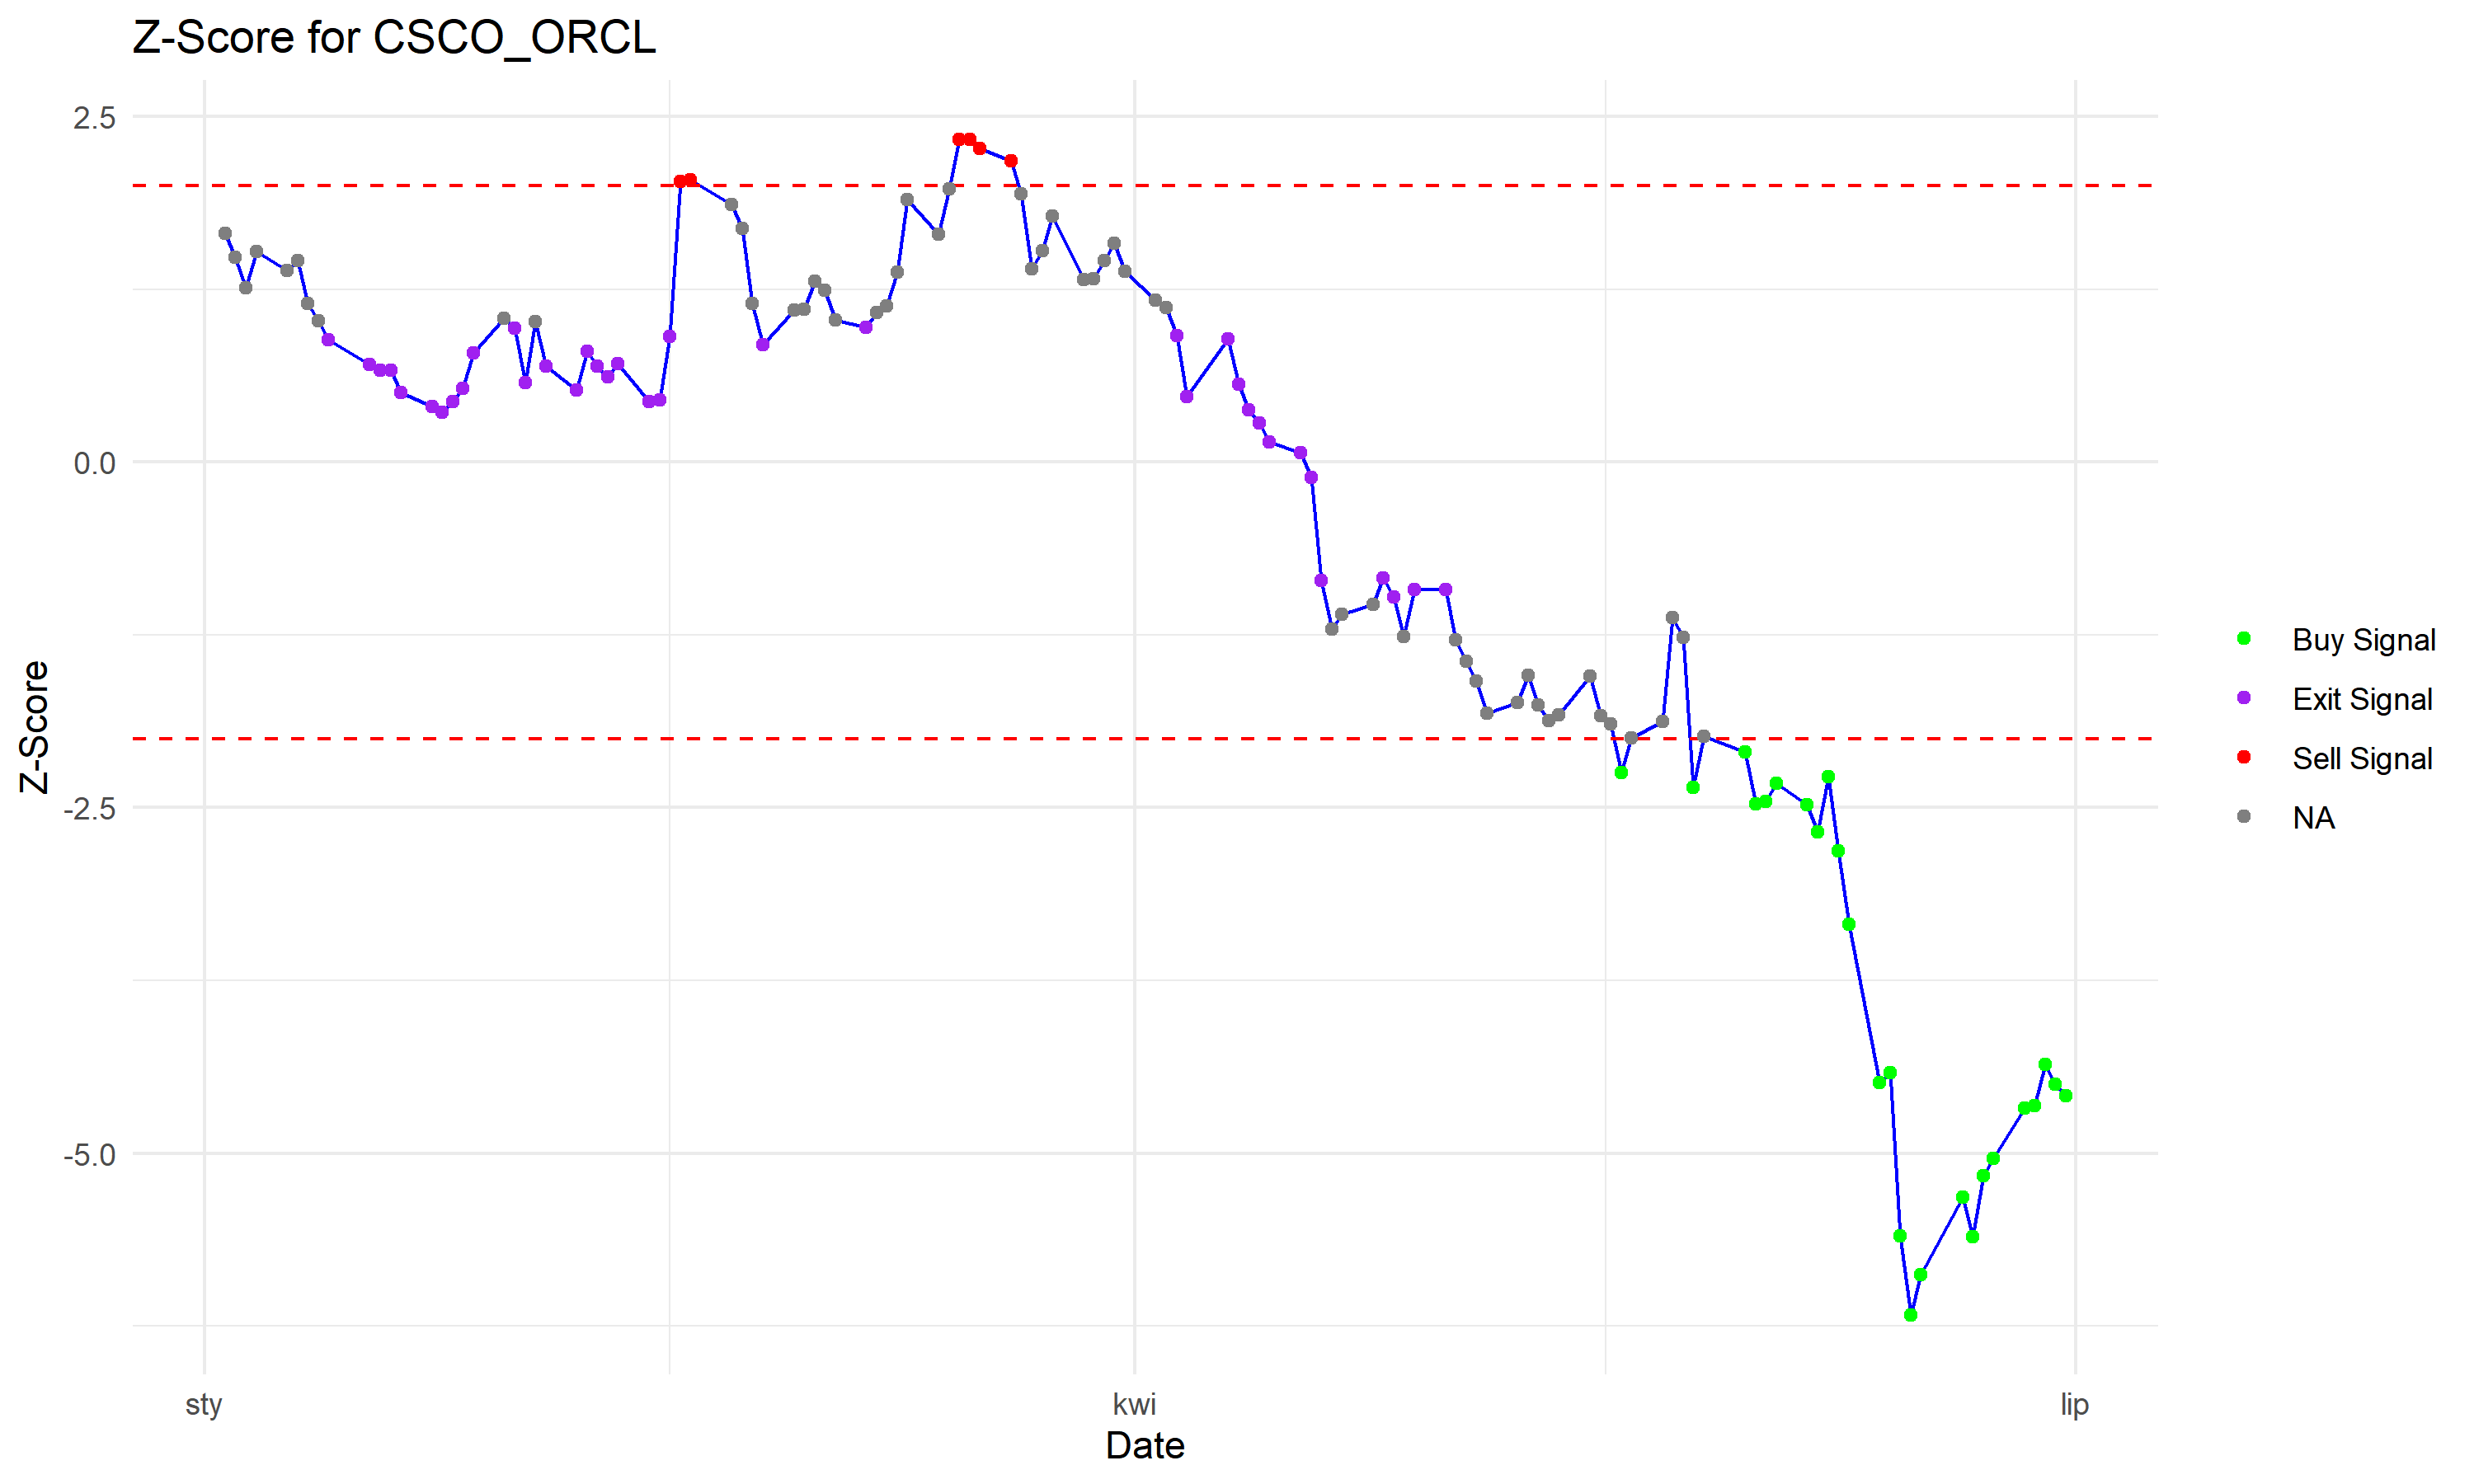 Z-Score for CSCO_ORCL
2.5
0.0
-2.5
-5.0
Z-Score
sty
kwi
lip
Date
Buy Signal
Exit Signal
Sell Signal
NA